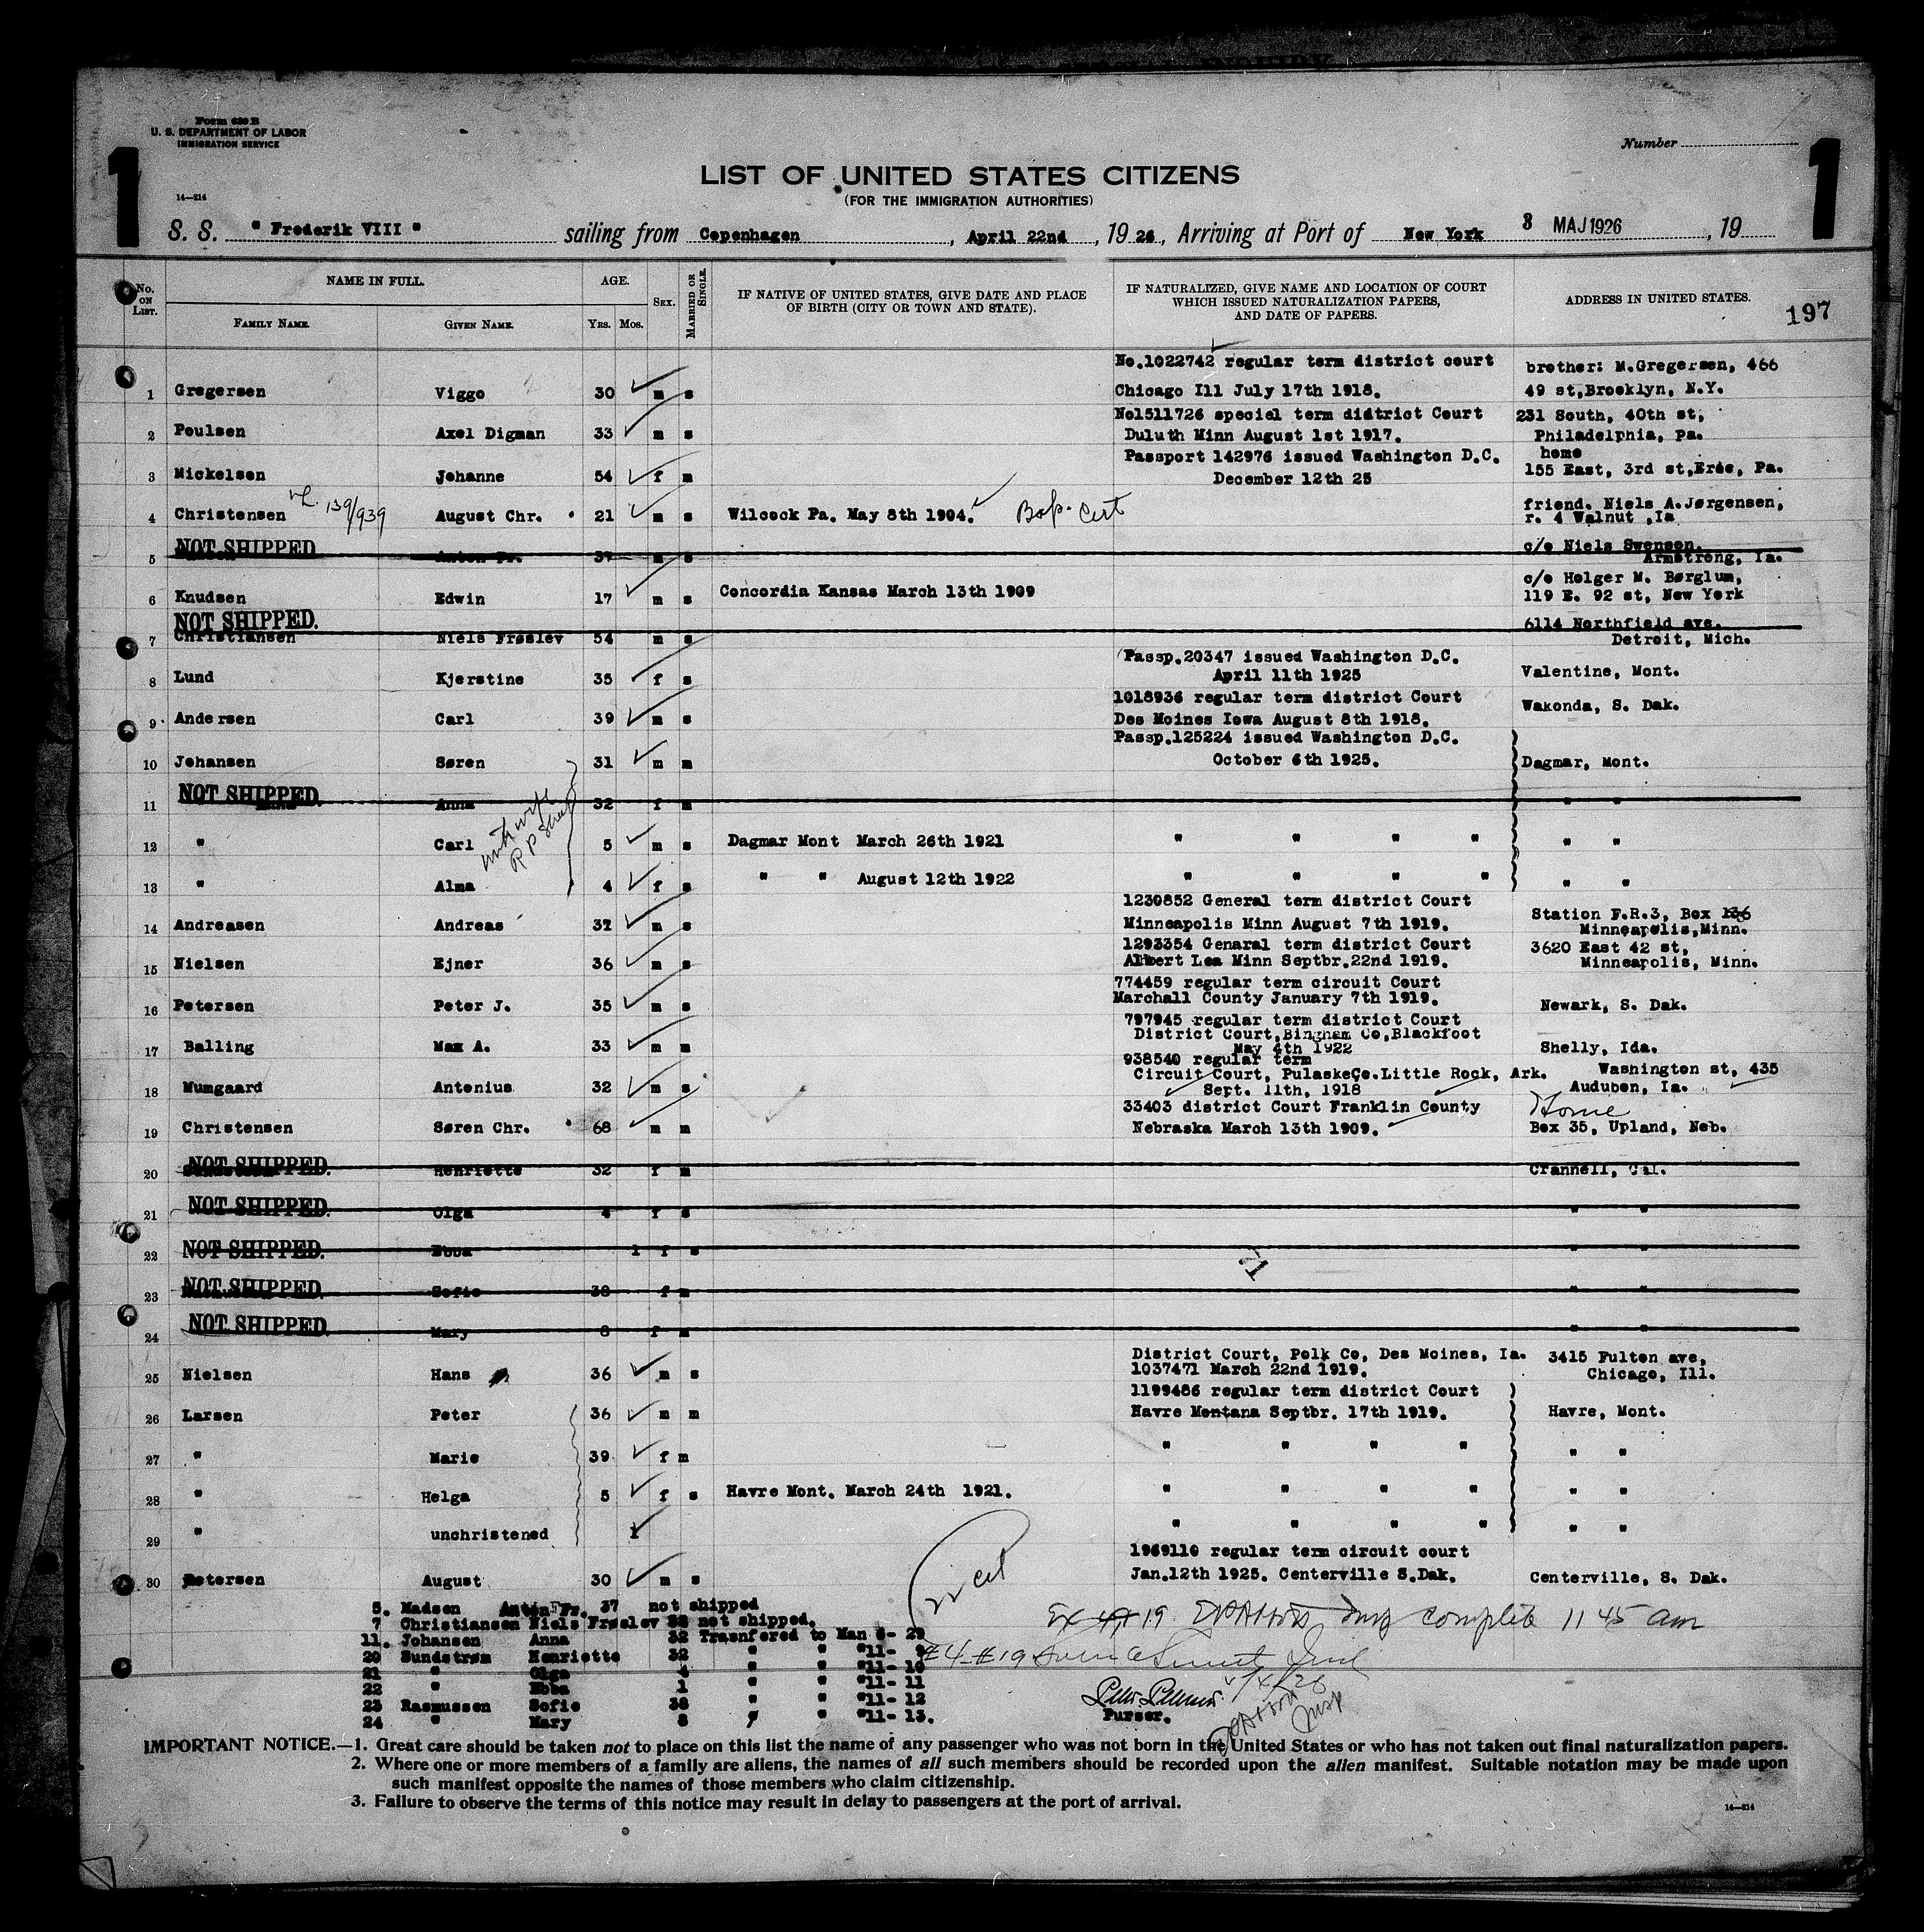 Form 630 B
U. S. DEPARTMENT OF LABOR
IMMIGRATION SERVICE
14—214
1
Number
1
LIST OF UNITED STATES CITIZENS
(FOR THE IMMIGRATION AUTHORITIES)
S. S. " Frederik VIII " sailing from Copenhagen, April 22nd, 19 26, Arriving at Port of New York 3 MAJ 1926, 19
No. ON LIST. NAME IN FULL. AGE. SEX. MARRIED OR SINGLE. IF NATIVE OF UNITED STATES, GIVE DATE AND PLACE OF BIRTH (CITY OR TOWN AND STATE). IF NATURALIZED, GIVE NAME AND LOCATION OF COURT WHICH ISSUED NATURALIZATION PAPERS, AND DATE OF PAPERS. ADDRESS IN UNITED STATES.
FAMILY NAME. GIVEN NAME. YRS. MOS.
197
No.1022742 regular term district court brother: M.Gregersen, 466
1 Gregersen Viggo 30 m s Chicago Ill July 17th 1918. 49 st,Brooklyn, N.Y.
No1511726 speciel term didtrict Court 231 South, 40th st,
2 Poulsen Axel Digman 33 m s Duluth Minn August 1st 1917. Philadelphia, Pa.
Passport 142976 issued Washington D.C. home
3 Mickelsen Johanne 54 f m December 12th 25 155 East, 3rd st,Erie, Pa.
139/939
friend. Niels A.Jørgensen,
4 Christensen August Chr. 21 m s Wilcock Pa. May 8th 1904. Bap. Cert r. 4 Walnut ,Ia
NOT SHIPPED c/o Niels Swensen.
5 Anton Fr. 37 m s Armstrong, Ia.
c/o Holger M. Børglum,
6 Knudsen Edwin 17 m s Concordia Kansas March 13th 1909 119 E. 92 st, New York
NOT SHIPPED. 6114 Northfield ave.
7 Christiansen Niels Frøslev 54 m s Detroit, Mich.
Passp.20347 issued Washington D.C.
8 Lund Kjerstine 35 f s April 11th 1925 Valentine, Mont.
1018936 regular term district Court
9 Andersen Carl 39 m s Des Moines Iowa August 8th 1918. Wakonda, S. Dak.
Passp.125224 issued Washington D.C.
10 Johansen Søren 31 m m October 6th 1925. Dagmar, Mont.
NOT SHIPPED.
11 Anna 32 f m " "
12 " Carl 5 m s Dagmar Mont March 26th 1921 " " " " " "
13 " Alma 4 f s " " August 12th 1922 " " " " " "
1230852 General term district Court
14 Andreasen Andreas 32 m s Minneapolis Minn August 7th 1919. Station F.R.3, Box 136 Minneapolis,Minn.
1293354 Genaral term district Court 3620 East 42 st,
15 Nielsen Ejner 36 m s Albert Lea Minn Septbr.22nd 1919. Minneapolis, Minn.
774459 regular term circuit Court
Marchall County January 7th 1919.
16 Petersen Peter J. 35 m s Newark, S. Dak.
797945 regular term district Court
District Court,Bingham Co,Blackfoot
17 Balling Max A. 33 m m May 4th 1922 Shelly, Ida.
938540 regular term
Circuit Court, PulaskeCo.Little Rock, Ark. Washington st, 435
18 Mumgaard Antonius 32 m s Sept. 11th, 1918 Audubon, Ia.
33403 district Court Franklin County Home
19 Christensen Søren Chr. 68 m m Nebraska March 13th 1909. Box 35, Upland, Neb.
NOT SHIPPED.
20 Henriette 32 f m Crannell, Cal.
NOT SHIPPED.
21 Olga 4 f s " "
22 NOT SHIPPED. Ebba 1 f s " "
23 NOT SHIPPED. Sofie 38 f m " "
NOT SHIPPED.
24 Mary 8 f " "
District Court, Polk Co, Des Moines, Ia. 3415 Fulton ave,
25 Nielsen Hans 36 m s 1037471 March 22nd 1919. Chicago, Ill.
1199486 regular term district Court
26 Larsen Peter 36 m m Havre Montana Septbr. 17th 1919. Havre, Mont.
27 " Marie 39 f m " " " " " "
28 " Helga 5 f s Havre Mont. March 24th 1921. " " " " " "
29 " unchristened 1 " " " " " "
1969110 regular term circuit court
30 Petersen August 30 m s Jan.12th 1925. Centerville S.Dak. Centerville, S. Dak.
5. Madsen Anton Fr. 37 not shipped
7 Christiansen Niels Frøslev not shipped.
11. Johansen Anna 32 Trasnfered to Man 6- 29
20 Sundstrøm Henriette 32 " " "11- 9
21 " Olga 4 " " "11- 10
22 " Ebba 1 " " "11- 11
23 Rasmussen Sofie 38 " " "11- 12
24 " Mary 8 " " "11- 13.
complete 11 45 am
#4-#19
Purser.
IMPORTANT NOTICE.—1. Great care should be taken not to place on this list the name of any passenger who was not born in the United States or who has not taken out final naturalization papers.
2. Where one or more members of a family are aliens, the names of all such members should be recorded upon the alien manifest. Suitable notation may be made upon
such manifest opposite the names of those members who claim citizenship.
3. Failure to observe the terms of this notice may result in delay to passengers at the port of arrival.
14—214